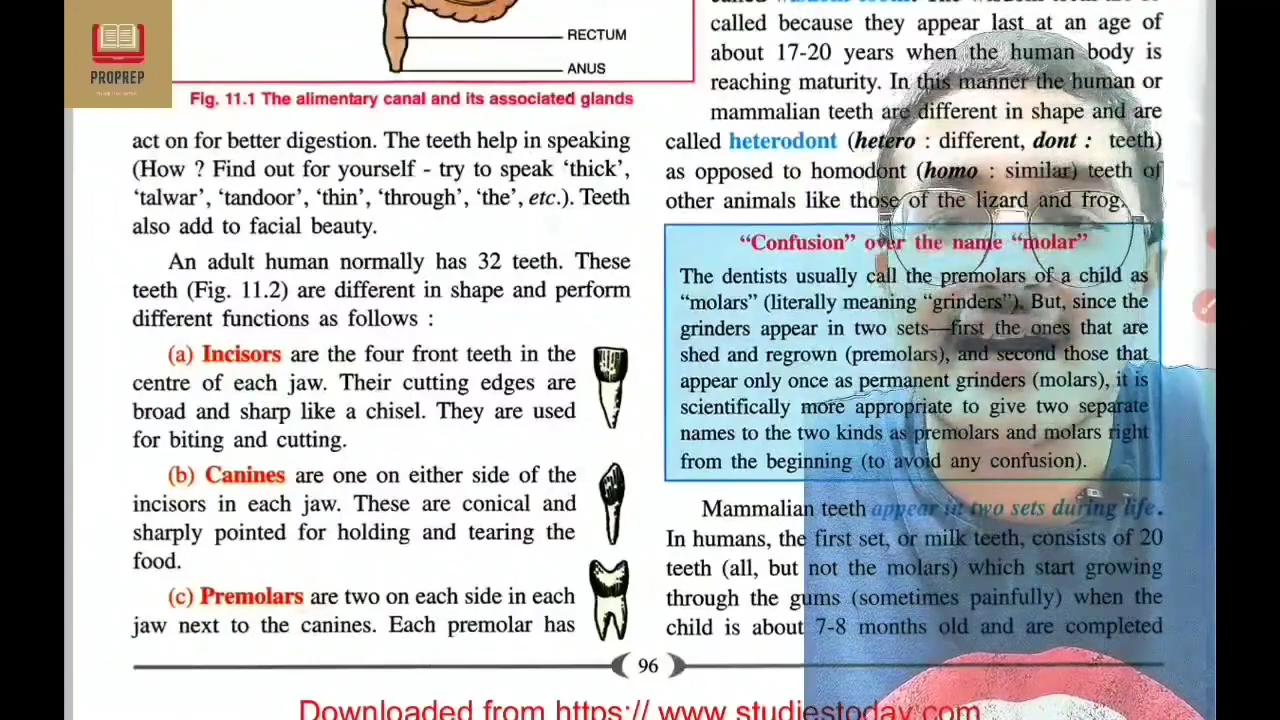 PROPREP
RECTUM
ANUS
Fig. 11.1 The alimentary canal and its associated glands
act on for better digestion. The teeth help in speaking
(How ? Find out for yourself - try to speak ‘thick’,
‘talwar’, ‘tandoor’, ‘thin’, ‘through’, ‘the’, etc.). Teeth
also add to facial beauty.
An adult human normally has 32 teeth. These
teeth (Fig. 11.2) are different in shape and perform
different functions as follows :
(a) Incisors are the four front teeth in the
centre of each jaw. Their cutting edges are
broad and sharp like a chisel. They are used
for biting and cutting.
(b) Canines are one on either side of the
incisors in each jaw. These are conical and
sharply pointed for holding and tearing the
food.
(c) Premolars are two on each side in each
jaw next to the canines. Each premolar has
called because they appear last at an age of
about 17-20 years when the human body is
reaching maturity. In this manner the human or
mammalian teeth are different in shape and are
called heterodont (hetero : different, dont : teeth)
as opposed to homodont (homo : similar) teeth of
other animals like those of the lizard and frog.
“Confusion” over the name “molar”
The dentists usually call the premolars of a child as
“molars” (literally meaning “grinders”). But, since the
grinders appear in two sets—first the ones that are
shed and regrown (premolars), and second those that
appear only once as permanent grinders (molars), it is
scientifically more appropriate to give two separate
names to the two kinds as premolars and molars right
from the beginning (to avoid any confusion).
Mammalian teeth appear in two sets during life.
In humans, the first set, or milk teeth, consists of 20
teeth (all, but not the molars) which start growing
through the gums (sometimes painfully) when the
child is about 7-8 months old and are completed
96
Downloaded from https:// www.studiestoday.com